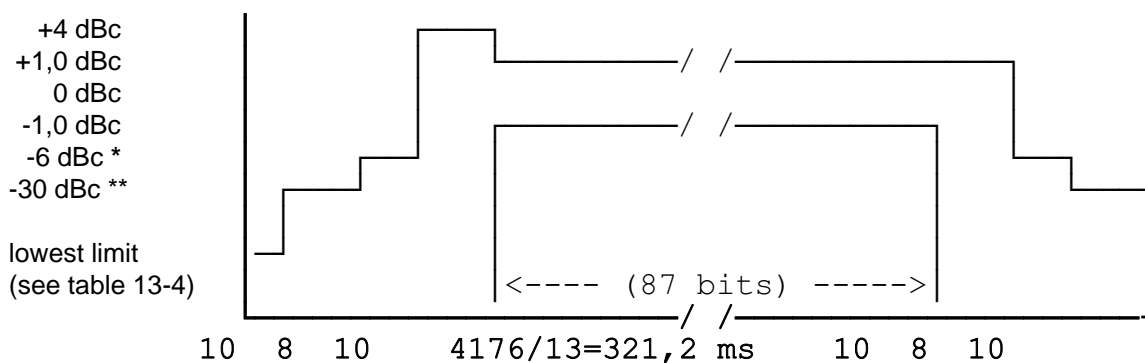 +4 dBc
+1,0 dBc
0 dBc
-1,0 dBc
-6 dBc *
-30 dBc **
lowest limit
(see table 13-4)
<---- (87 bits) ----->
10 8 10 4176/13=321,2 ms 10 8 10